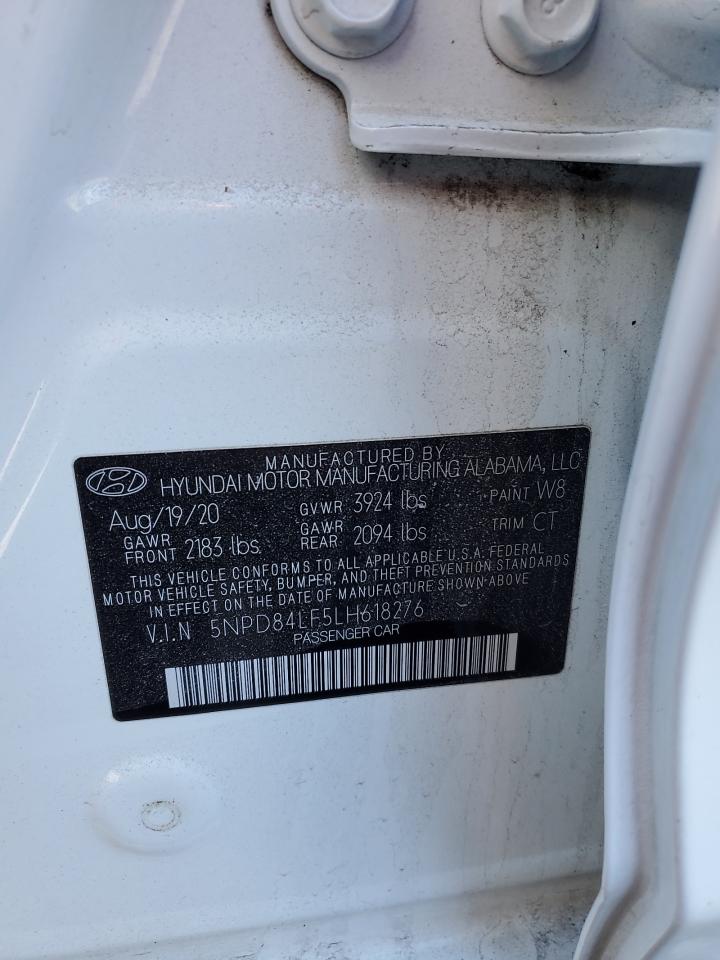 MANUFACTURED BY
HYUNDAI MOTOR MANUFACTURING ALABAMA, LLC
Aug/19/20 GVWR 3924 lbs PAINT W8
GAWR FRONT 2183 lbs GAWR REAR 2094 lbs TRIM CT
THIS VEHICLE CONFORMS TO ALL APPLICABLE U.S.A. FEDERAL
MOTOR VEHICLE SAFETY, BUMPER, AND THEFT PREVENTION STANDARDS
IN EFFECT ON THE DATE OF MANUFACTURE SHOWN ABOVE
V.I.N 5NPD84LF5LH618276
PASSENGER CAR